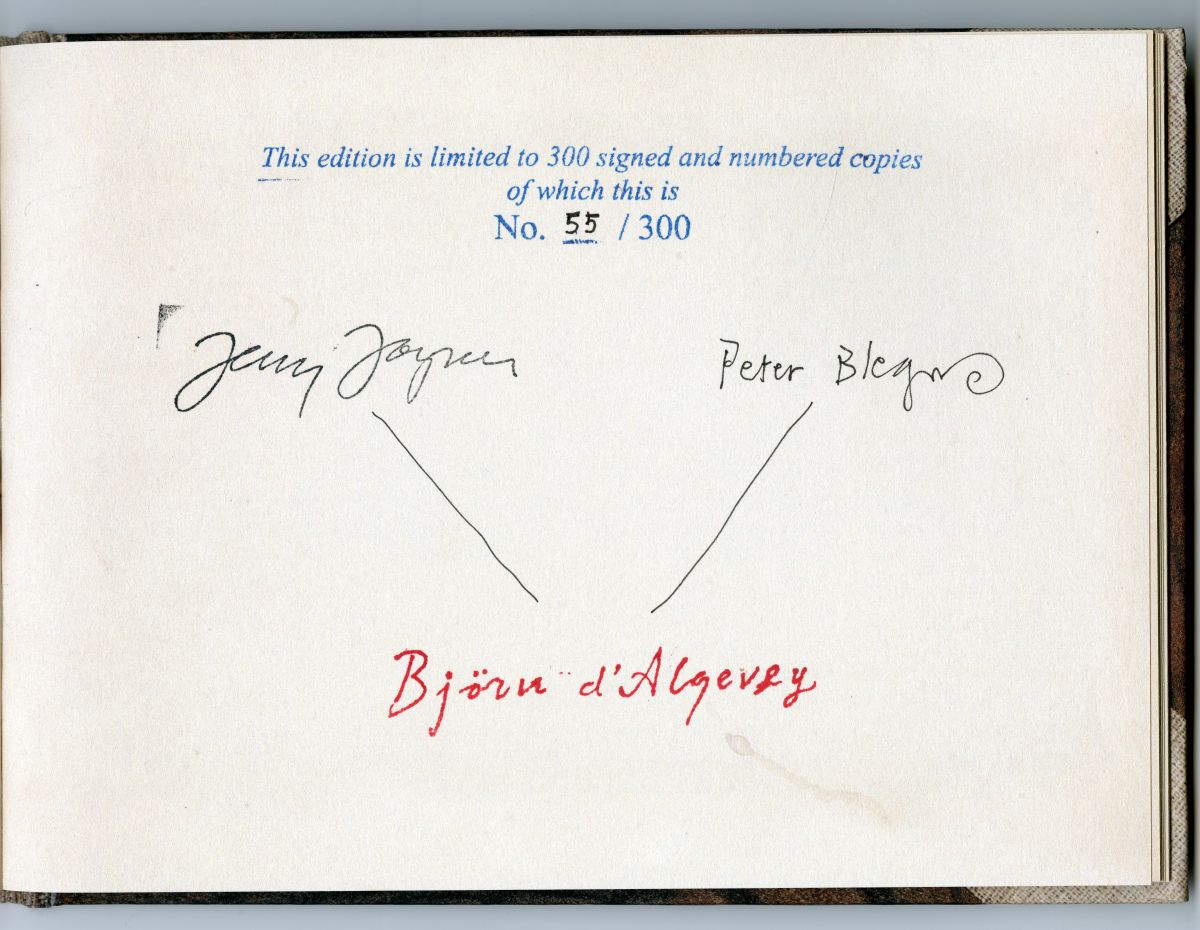 This edition is limited to 300 signed and numbered copies
of which this is
No. 55 / 300
Jerry Joyner Peter Blegvad
Björn d'Algevey